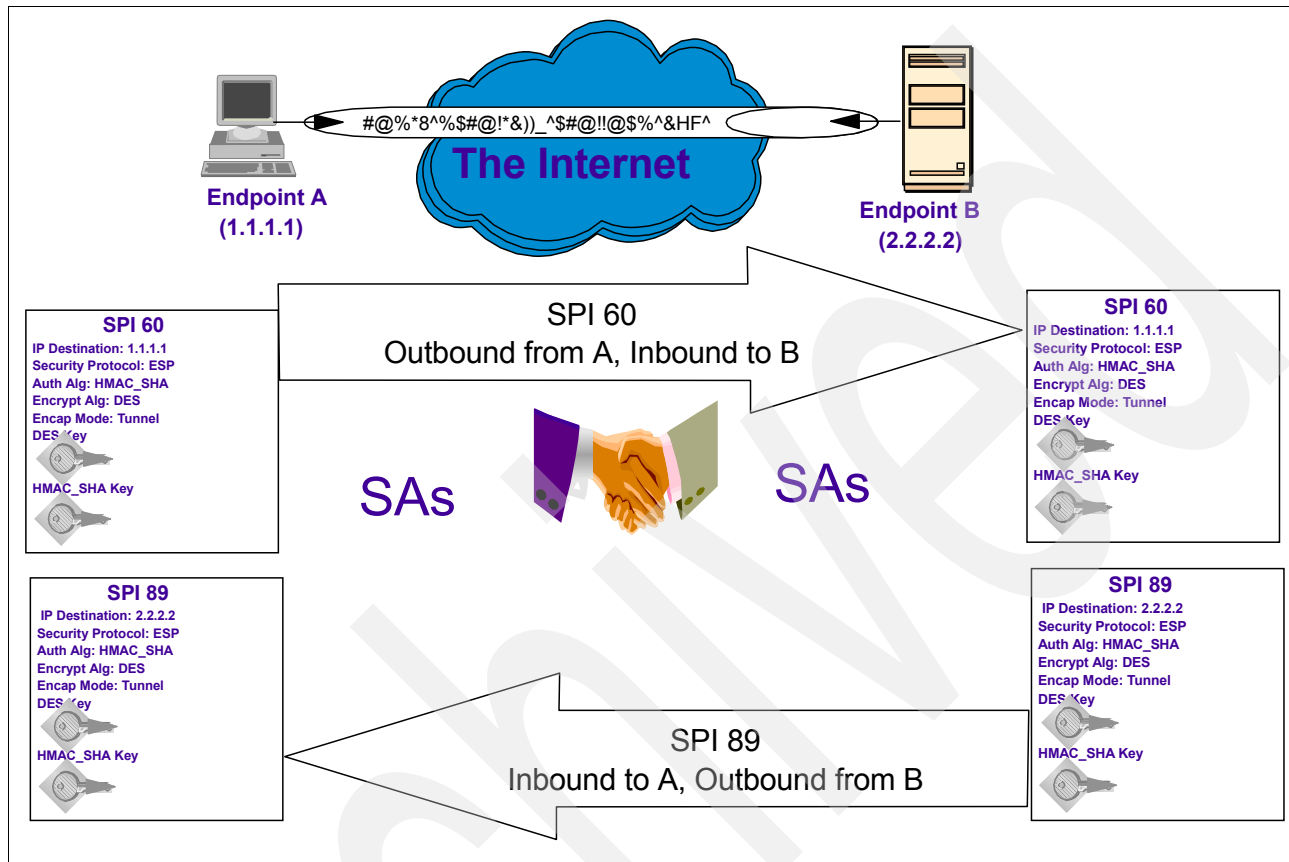 #@%*8^%$#@!*&))_^$#@!!@$%^&HF^
The Internet
Endpoint A
(1.1.1.1)
Endpoint B
(2.2.2.2)
SPI 60
Outbound from A, Inbound to B
SPI 60
IP Destination: 1.1.1.1
Security Protocol: ESP
Auth Alg: HMAC_SHA
Encrypt Alg: DES
Encap Mode: Tunnel
DES Key
HMAC_SHA Key
SPI 60
IP Destination: 1.1.1.1
Security Protocol: ESP
Auth Alg: HMAC_SHA
Encrypt Alg: DES
Encap Mode: Tunnel
DES Key
HMAC_SHA Key
SAs
SAs
SPI 89
IP Destination: 2.2.2.2
Security Protocol: ESP
Auth Alg: HMAC_SHA
Encrypt Alg: DES
Encap Mode: Tunnel
DES Key
HMAC_SHA Key
SPI 89
IP Destination: 2.2.2.2
Security Protocol: ESP
Auth Alg: HMAC_SHA
Encrypt Alg: DES
Encap Mode: Tunnel
DES Key
HMAC_SHA Key
SPI 89
Inbound to A, Outbound from B
hived